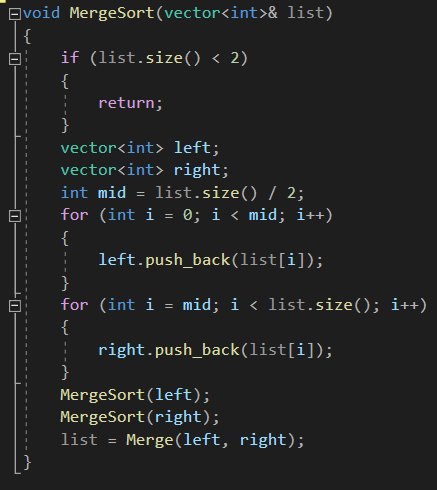 void MergeSort(vector<int>& list)
{
if (list.size() < 2)
{
return;
}
vector<int> left;
vector<int> right;
int mid = list.size() / 2;
for (int i = 0; i < mid; i++)
{
left.push_back(list[i]);
}
for (int i = mid; i < list.size(); i++)
{
right.push_back(list[i]);
}
MergeSort(left);
MergeSort(right);
list = Merge(left, right);
}